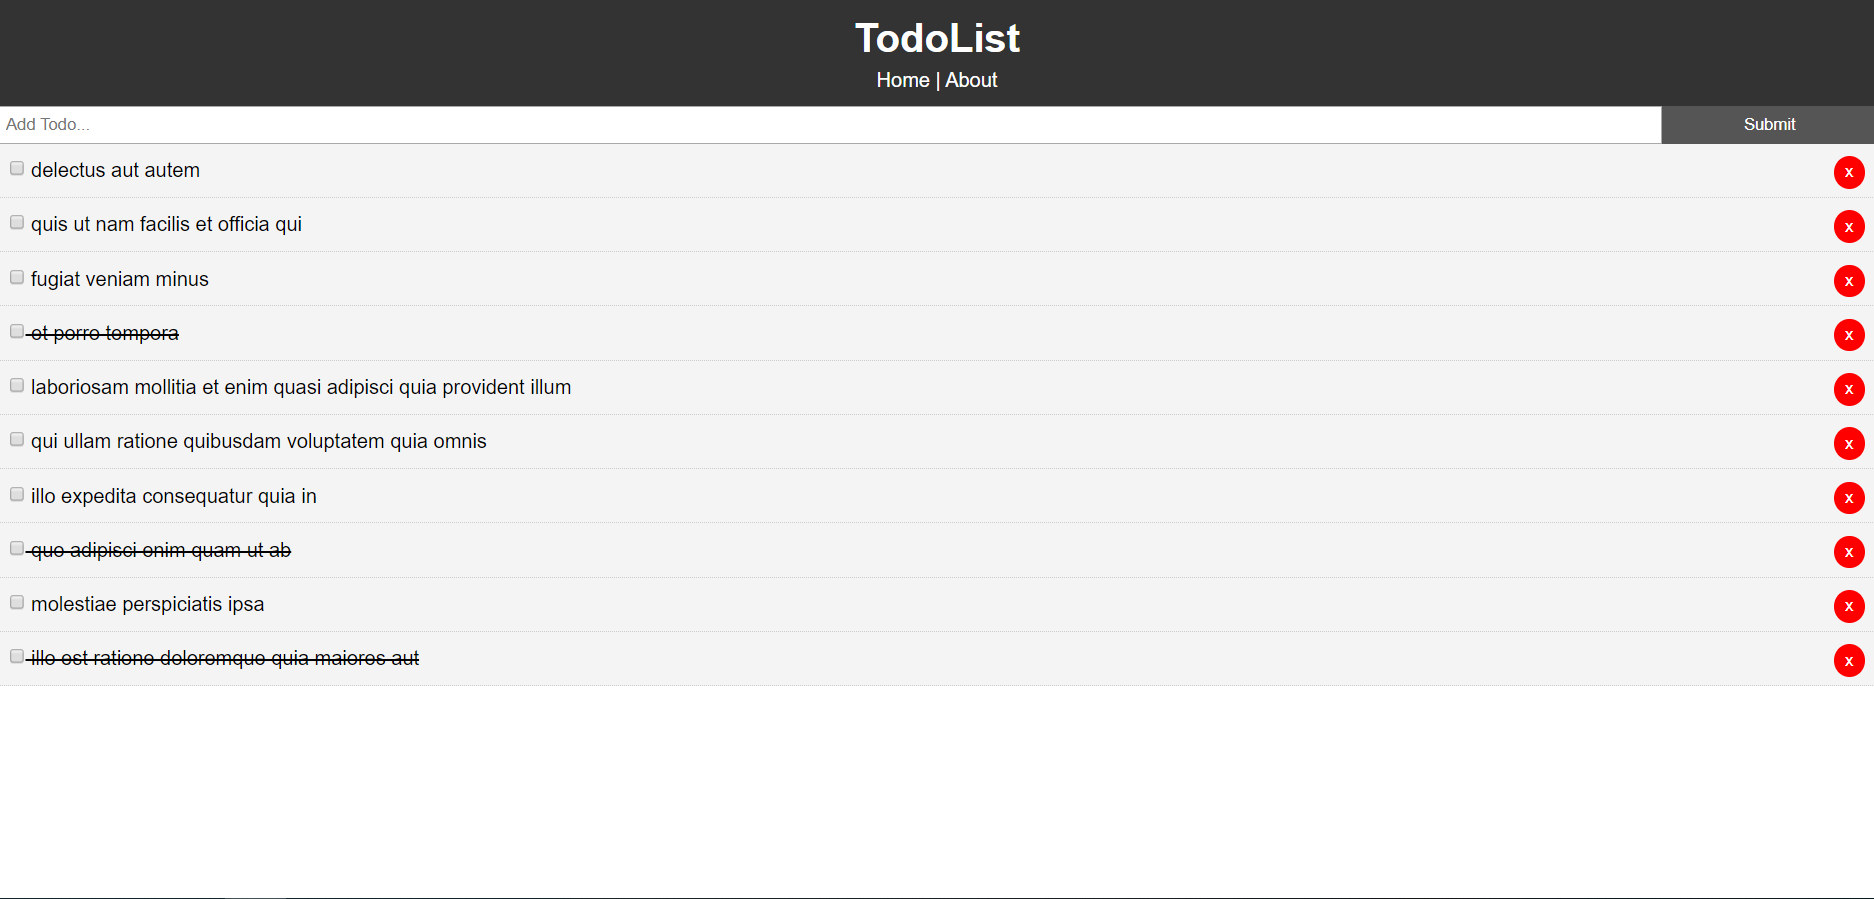 TodoList
Home | About
Add Todo...
Submit
delectus aut autem
x
quis ut nam facilis et officia qui
x
fugiat veniam minus
x
et porro tempora
x
laboriosam mollitia et enim quasi adipisci quia provident illum
x
qui ullam ratione quibusdam voluptatem quia omnis
x
illo expedita consequatur quia in
x
quo adipisci enim quam ut ab
x
molestiae perspiciatis ipsa
x
illo est ratione doloremque quia maiores aut
x